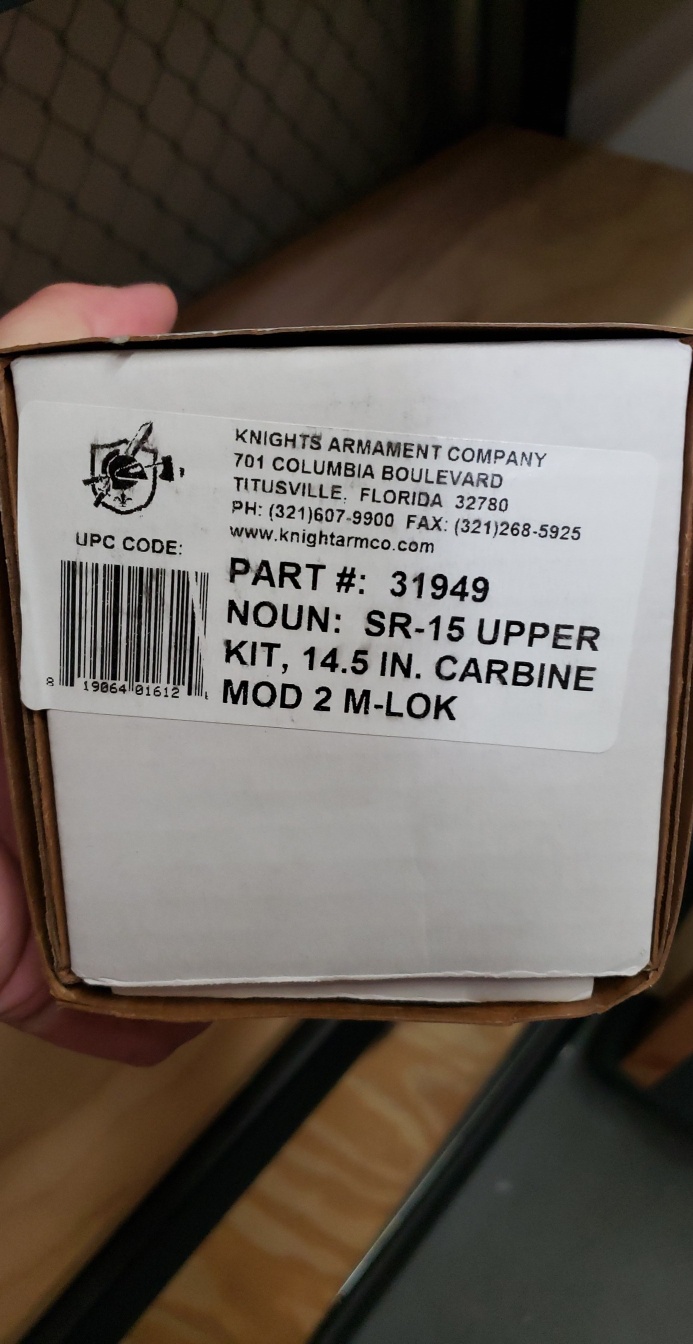 KNIGHTS ARMAMENT COMPANY
701 COLUMBIA BOULEVARD
TITUSVILLE, FLORIDA 32780
PH: (321)607-9900 FAX: (321)268-5925
www.knightarmco.com
UPC CODE:
8 19064 01612
PART #: 31949
NOUN: SR-15 UPPER
KIT, 14.5 IN. CARBINE
MOD 2 M-LOK